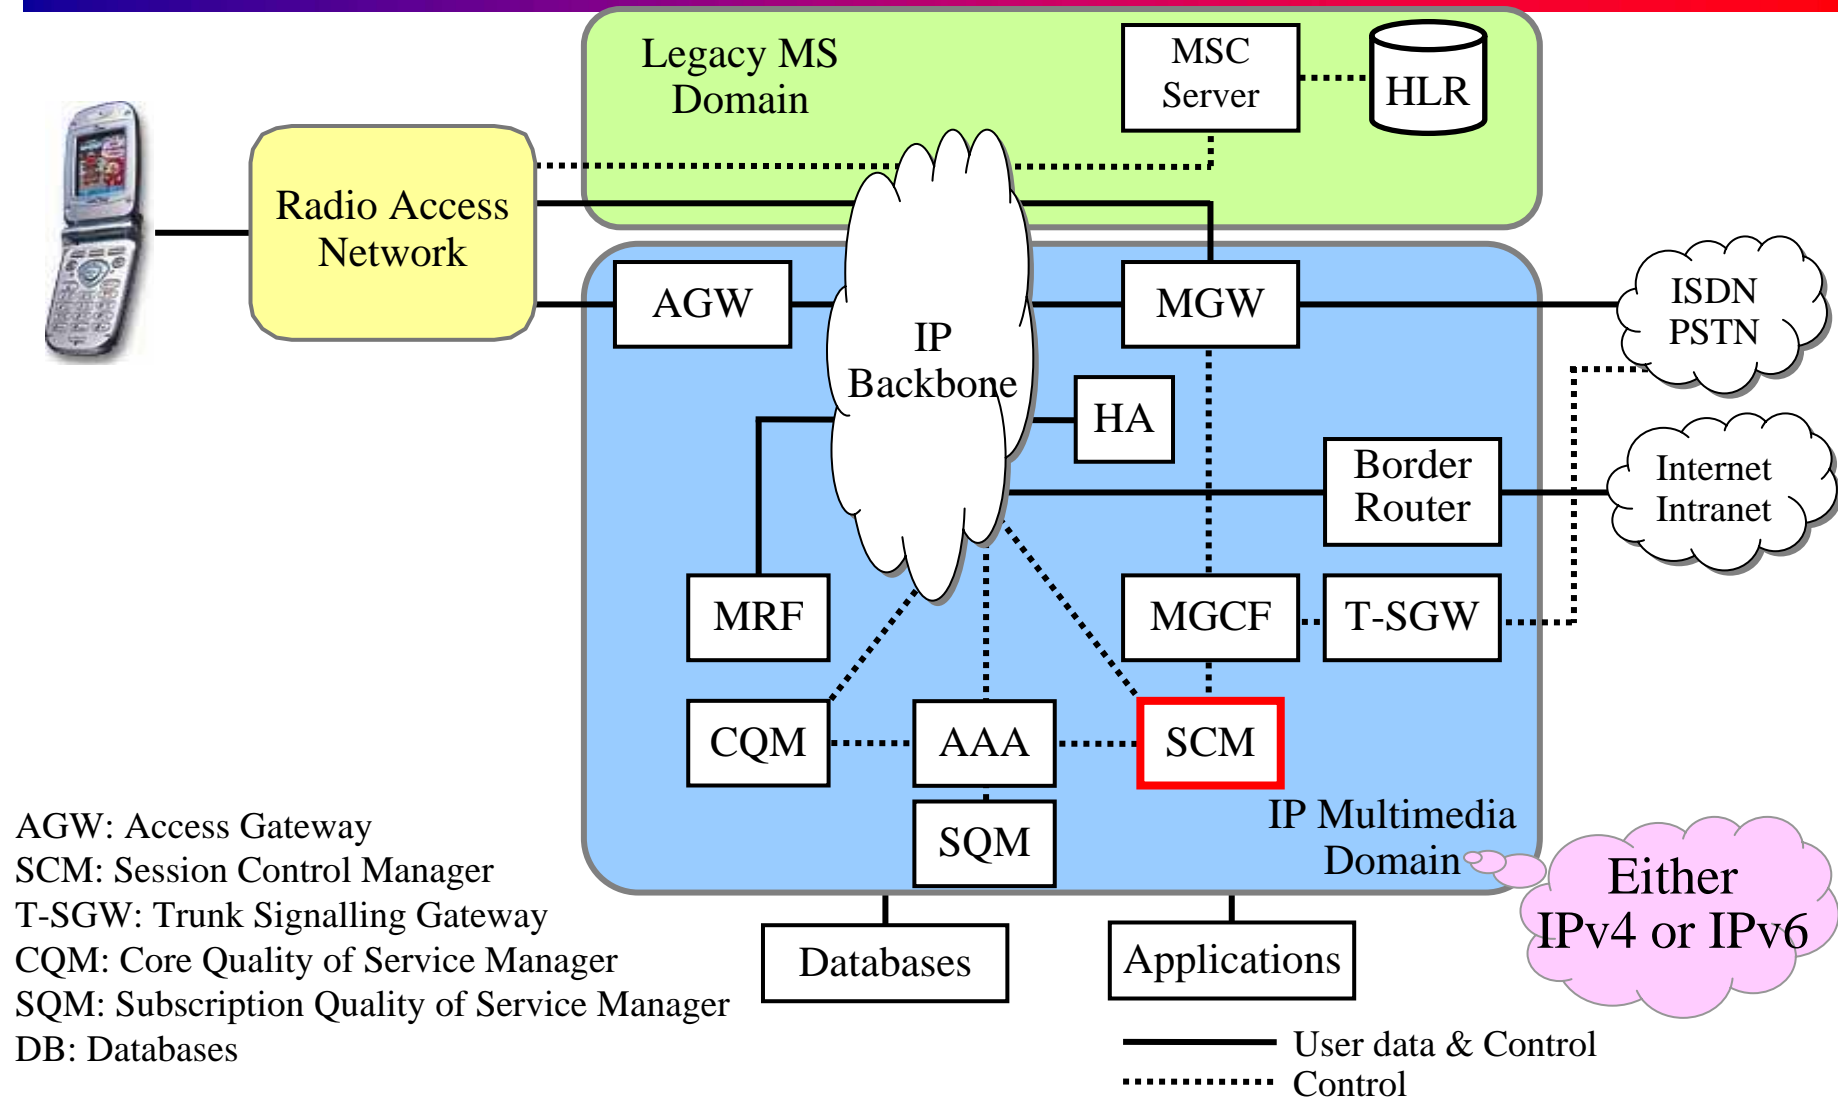 Legacy MS
Domain
MSC
Server
HLR
Radio Access
Network
AGW
MGW
ISDN
PSTN
IP
Backbone
HA
Border
Router
Internet
Intranet
MRF
MGCF
T-SGW
CQM
AAA
SCM
SQM
IP Multimedia
Domain
Either
IPv4 or IPv6
AGW: Access Gateway
SCM: Session Control Manager
T-SGW: Trunk Signalling Gateway
CQM: Core Quality of Service Manager
SQM: Subscription Quality of Service Manager
DB: Databases
Databases
Applications
User data & Control
Control